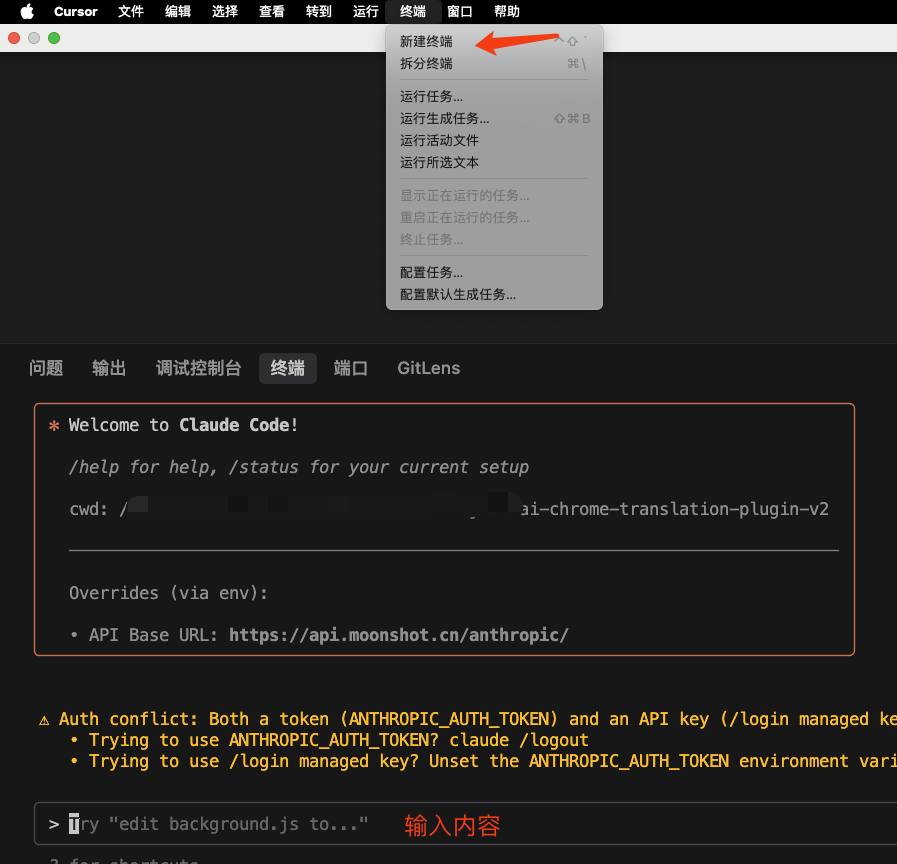 Cursor 文件 编辑 选择 查看 转到 运行 终端 窗口 帮助
新建终端 ^⇧`
拆分终端 ⌘\
运行任务...
运行生成任务... ⇧⌘B
运行活动文件
运行所选文本
显示正在运行的任务...
重启正在运行的任务...
终止任务...
配置任务...
配置默认生成任务...
问题 输出 调试控制台 终端 端口 GitLens
* Welcome to Claude Code!
/help for help, /status for your current setup
cwd: / ai-chrome-translation-plugin-v2
Overrides (via env):
• API Base URL: https://api.moonshot.cn/anthropic/
⚠ Auth conflict: Both a token (ANTHROPIC_AUTH_TOKEN) and an API key (/login managed ke
• Trying to use ANTHROPIC_AUTH_TOKEN? claude /logout
• Trying to use /login managed key? Unset the ANTHROPIC_AUTH_TOKEN environment vari
> Try "edit background.js to..." 输入内容
? for shortcuts